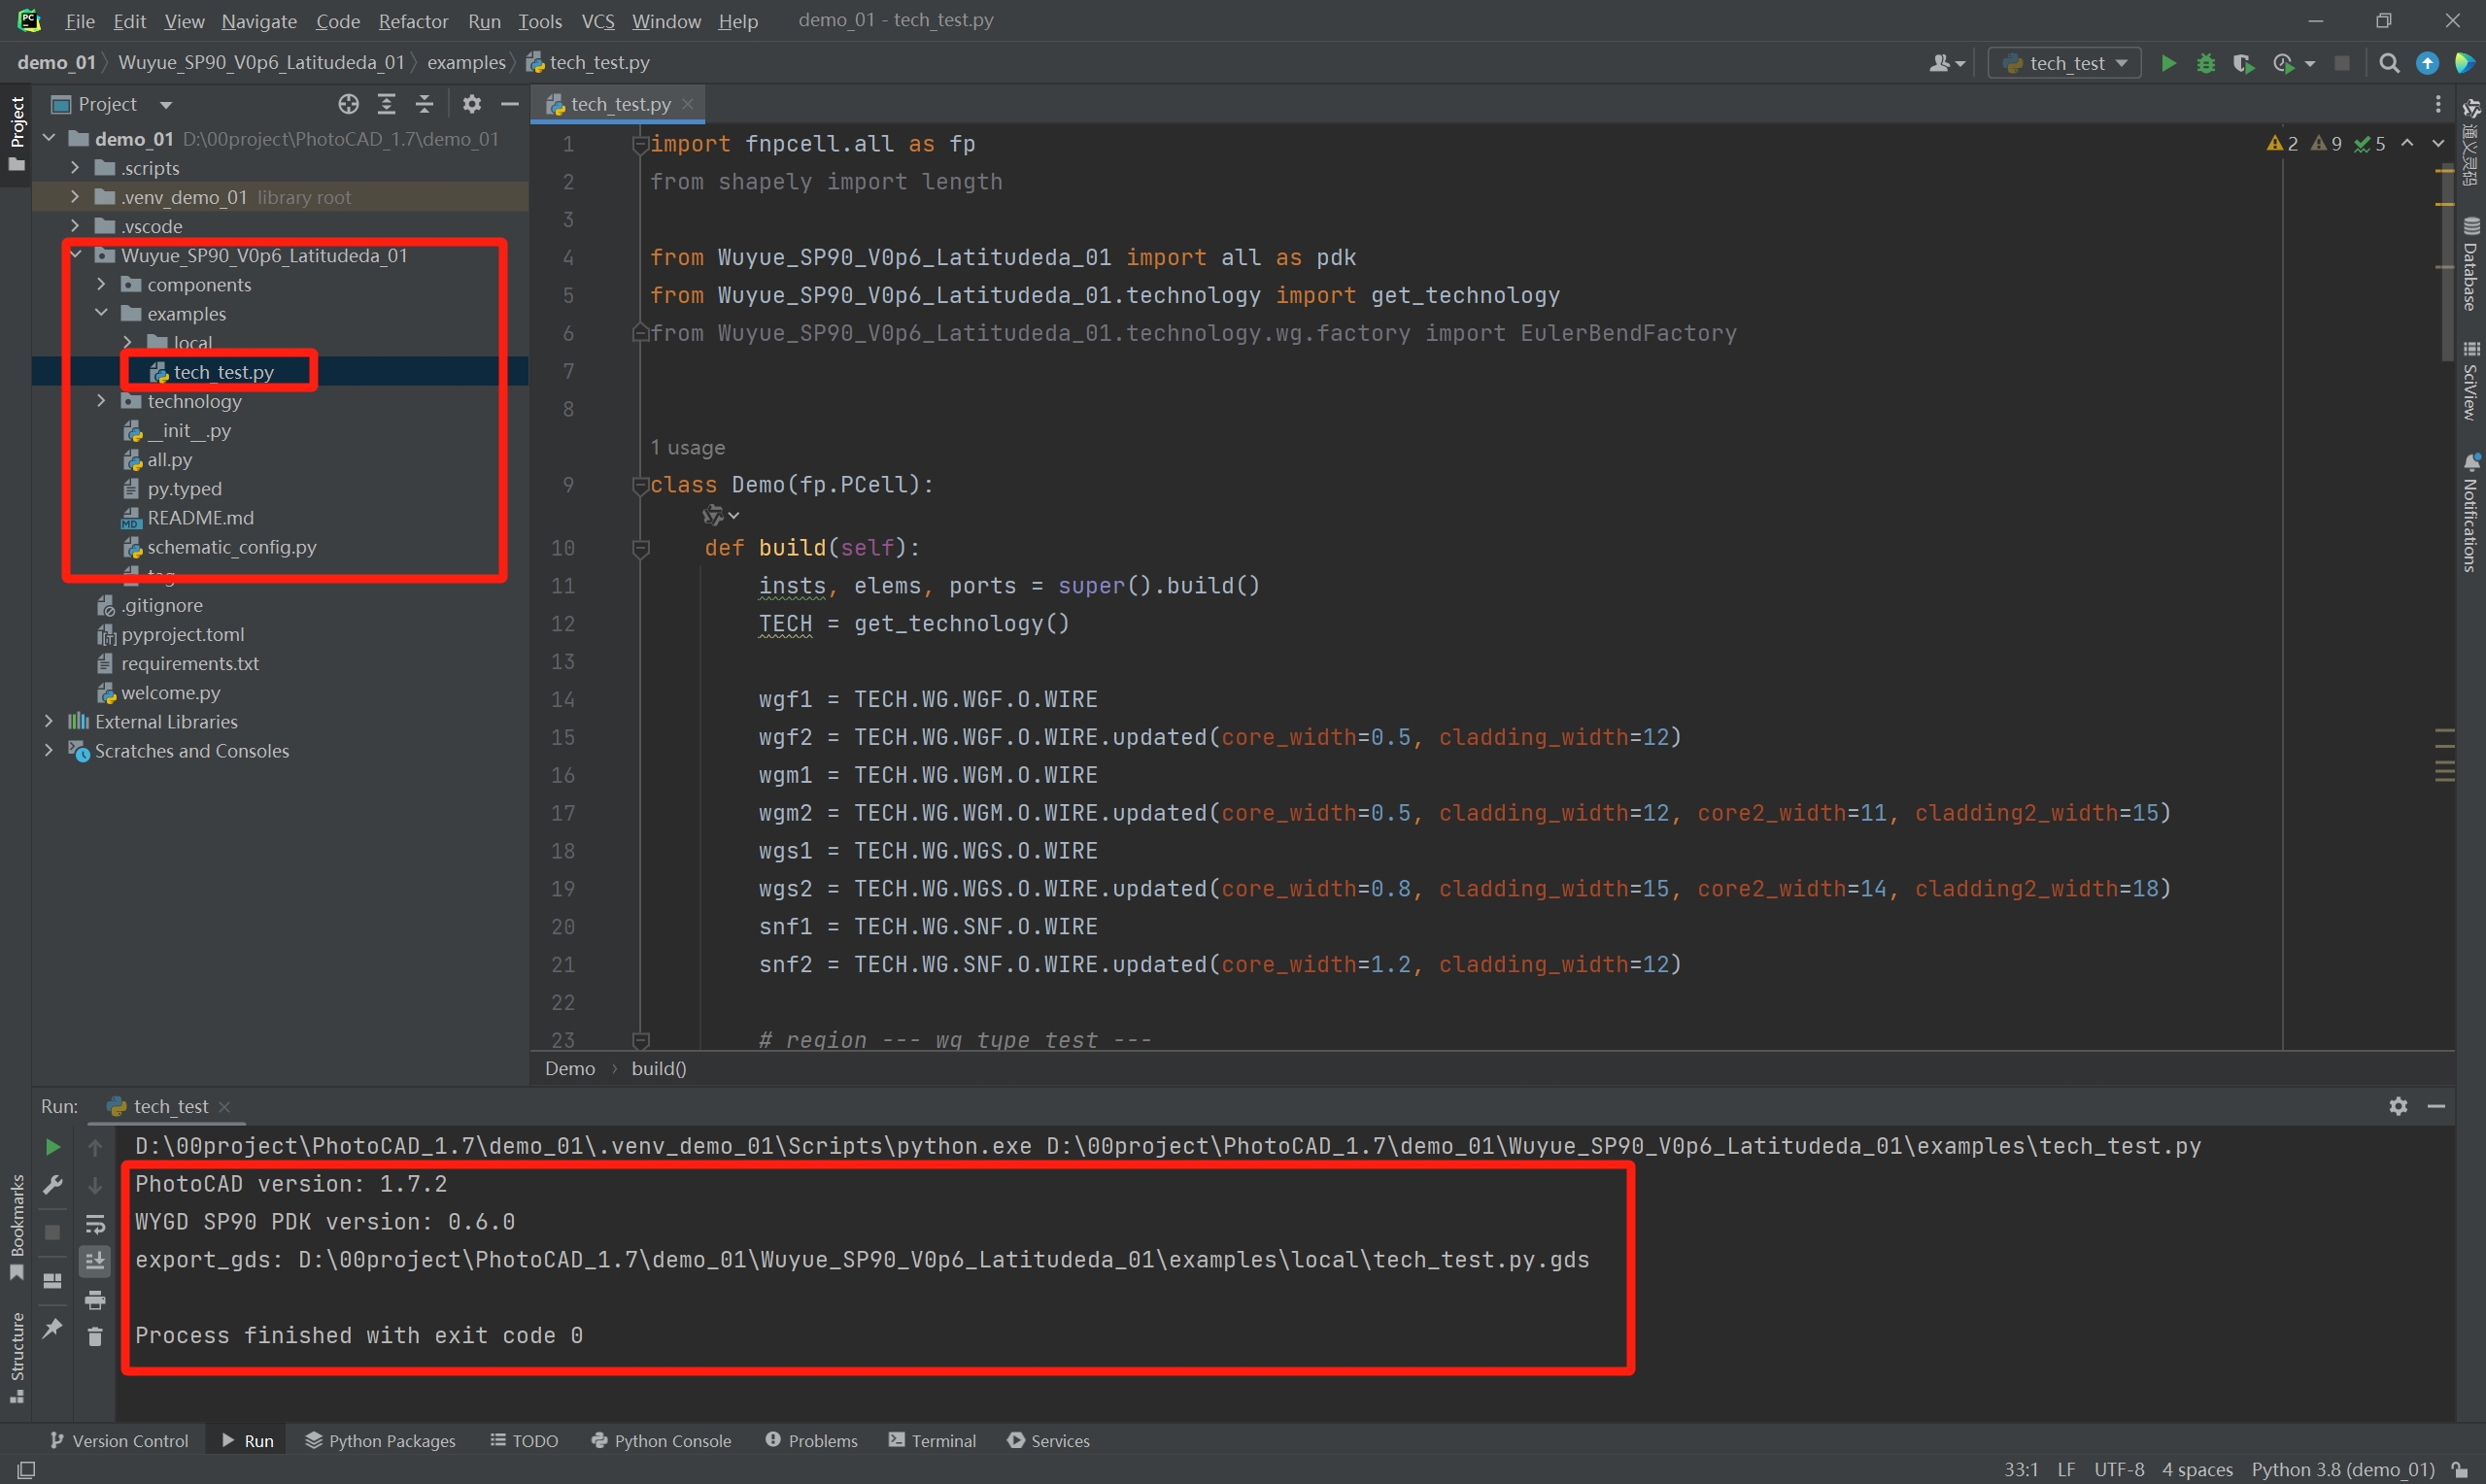 File Edit View Navigate Code Refactor Run Tools VCS Window Help demo_01 - tech_test.py
demo_01 Wuyue_SP90_V0p6_Latitudeda_01 examples tech_test.py
tech_test
Project
demo_01 D:\00project\PhotoCAD_1.7\demo_01
.scripts
.venv_demo_01 library root
.vscode
Wuyue_SP90_V0p6_Latitudeda_01
components
examples
local
tech_test.py
technology
__init__.py
all.py
py.typed
README.md
schematic_config.py
tag
.gitignore
pyproject.toml
requirements.txt
welcome.py
External Libraries
Scratches and Consoles
Project
Bookmarks
Structure
tech_test.py
2 9 5
1 import fnpcell.all as fp
2 from shapely import length
3
4 from Wuyue_SP90_V0p6_Latitudeda_01 import all as pdk
5 from Wuyue_SP90_V0p6_Latitudeda_01.technology import get_technology
6 from Wuyue_SP90_V0p6_Latitudeda_01.technology.wg.factory import EulerBendFactory
7
8
1 usage
9 class Demo(fp.PCell):
10 def build(self):
11 insts, elems, ports = super().build()
12 TECH = get_technology()
13
14 wgf1 = TECH.WG.WGF.O.WIRE
15 wgf2 = TECH.WG.WGF.O.WIRE.updated(core_width=0.5, cladding_width=12)
16 wgm1 = TECH.WG.WGM.O.WIRE
17 wgm2 = TECH.WG.WGM.O.WIRE.updated(core_width=0.5, cladding_width=12, core2_width=11, cladding2_width=15)
18 wgs1 = TECH.WG.WGS.O.WIRE
19 wgs2 = TECH.WG.WGS.O.WIRE.updated(core_width=0.8, cladding_width=15, core2_width=14, cladding2_width=18)
20 snf1 = TECH.WG.SNF.O.WIRE
21 snf2 = TECH.WG.SNF.O.WIRE.updated(core_width=1.2, cladding_width=12)
22
23 # region --- wg type test ---
Demo build()
通义灵码
Database
SciView
Notifications
Run: tech_test
D:\00project\PhotoCAD_1.7\demo_01\.venv_demo_01\Scripts\python.exe D:\00project\PhotoCAD_1.7\demo_01\Wuyue_SP90_V0p6_Latitudeda_01\examples\tech_test.py
PhotoCAD version: 1.7.2
WYGD SP90 PDK version: 0.6.0
export_gds: D:\00project\PhotoCAD_1.7\demo_01\Wuyue_SP90_V0p6_Latitudeda_01\examples\local\tech_test.py.gds
Process finished with exit code 0
Version Control Run Python Packages TODO Python Console Problems Terminal Services
33:1 LF UTF-8 4 spaces Python 3.8 (demo_01)